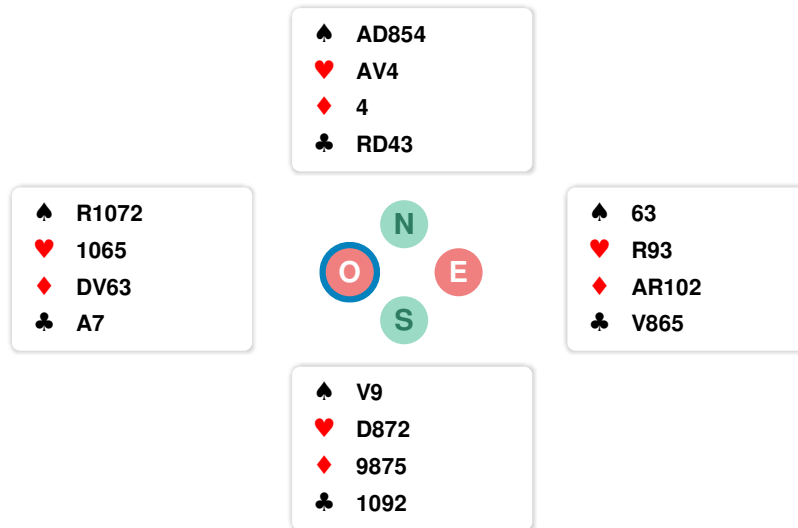 ♠ AD854
♥ AV4
♦ 4
♣ RD43
♠ R1072
♥ 1065
♦ DV63
♣ A7
N
O E
S
♠ 63
♥ R93
♦ AR102
♣ V865
♠ V9
♥ D872
♦ 9875
♣ 1092